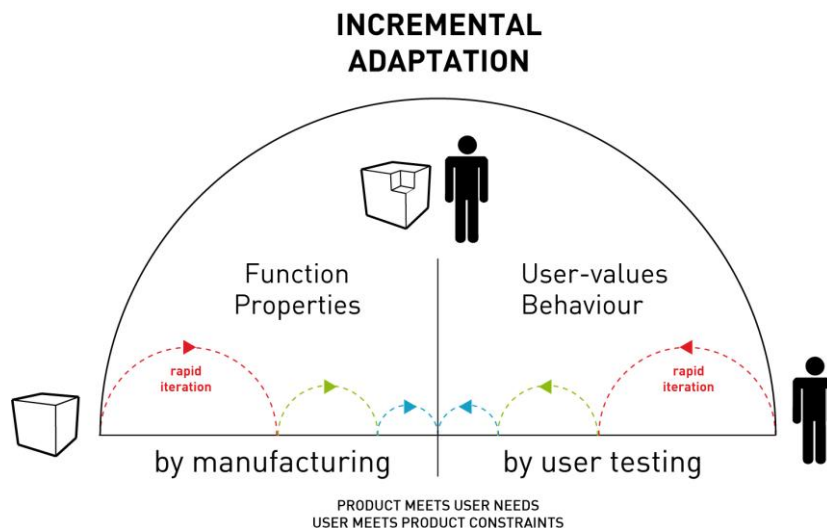 INCREMENTAL
ADAPTATION
Function
Properties
User-values
Behaviour
rapid
iteration
rapid
iteration
by manufacturing
by user testing
PRODUCT MEETS USER NEEDS
USER MEETS PRODUCT CONSTRAINTS